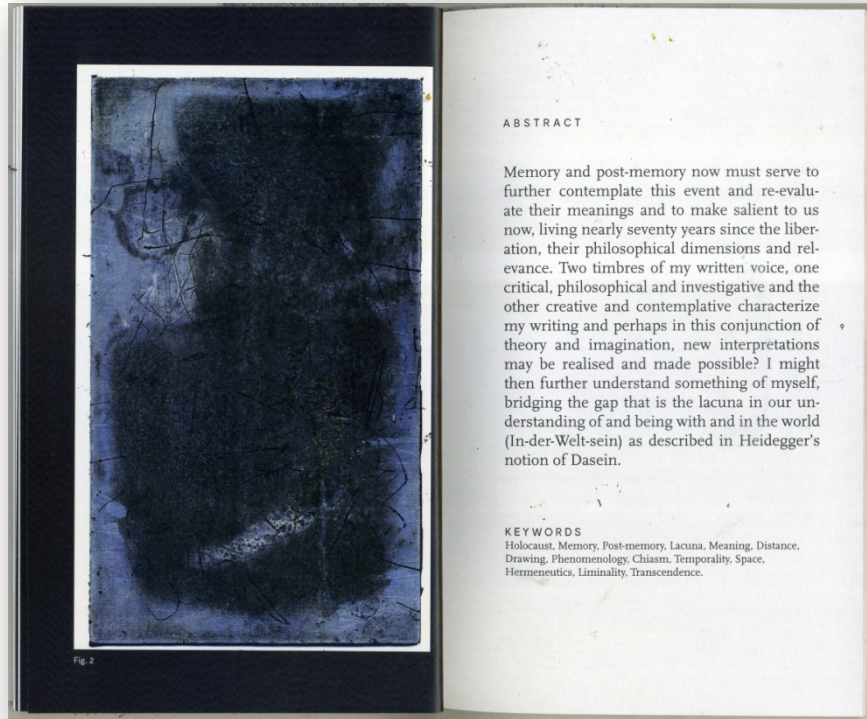 Fig. 2
ABSTRACT
Memory and post-memory now must serve to
further contemplate this event and re-evalu-
ate their meanings and to make salient to us
now, living nearly seventy years since the liber-
ation, their philosophical dimensions and rel-
evance. Two timbres of my written voice, one
critical, philosophical and investigative and the
other creative and contemplative characterize
my writing and perhaps in this conjunction of
theory and imagination, new interpretations
may be realised and made possible? I might
then further understand something of myself,
bridging the gap that is the lacuna in our un-
derstanding of and being with and in the world
(In-der-Welt-sein) as described in Heidegger's
notion of Dasein.
9
KEYWORDS
Holocaust, Memory, Post-memory, Lacuna, Meaning, Distance,
Drawing, Phenomenology, Chiasm, Temporality, Space,
Hermeneutics, Liminality, Transcendence.